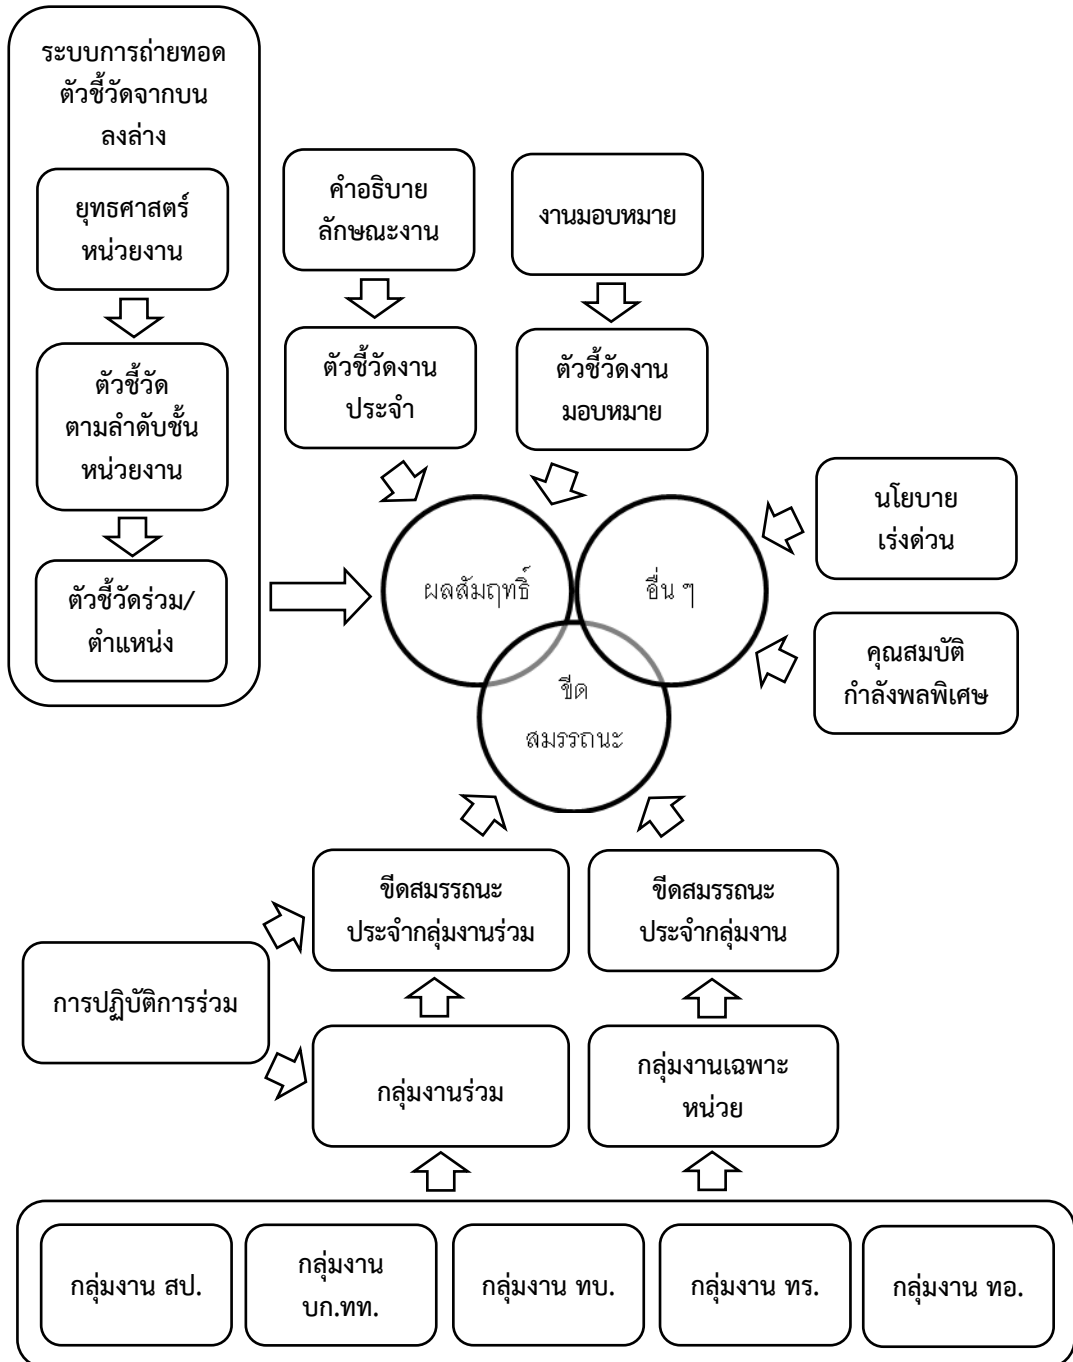 ระบบการถ่ายทอด
ตัวชี้วัดจากบน
ลงล่าง
ยุทธศาสตร์
หน่วยงาน
ตัวชี้วัด
ตามลำดับชั้น
หน่วยงาน
ตัวชี้วัดร่วม/
ตำแหน่ง
คำอธิบาย
ลักษณะงาน
งานมอบหมาย
ตัวชี้วัดงาน
ประจำ
ตัวชี้วัดงาน
มอบหมาย
นโยบาย
เร่งด่วน
คุณสมบัติ
กำลังพลพิเศษ
ผลสัมฤทธิ์
อื่น ๆ
ขีด
สมรรถนะ
ขีดสมรรถนะ
ประจำกลุ่มงานร่วม
ขีดสมรรถนะ
ประจำกลุ่มงาน
การปฏิบัติการร่วม
กลุ่มงานร่วม
กลุ่มงานเฉพาะ
หน่วย
กลุ่มงาน สป.
กลุ่มงาน
บก.ทท.
กลุ่มงาน ทบ.
กลุ่มงาน ทร.
กลุ่มงาน ทอ.